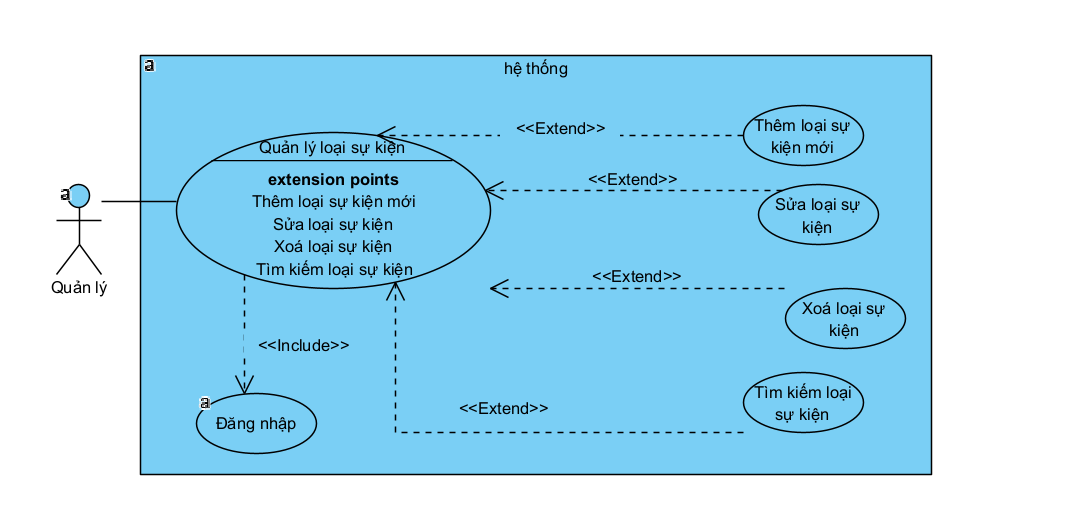 a
hệ thống
<<Extend>>
Thêm loại sự
kiện mới
Quản lý loại sự kiện
extension points
Thêm loại sự kiện mới
Sửa loại sự kiện
Xoá loại sự kiện
Tìm kiếm loại sự kiện
<<Extend>>
Sửa loại sự
kiện
a
Quản lý
<<Extend>>
Xoá loại sự
kiện
<<Include>>
<<Extend>>
Tìm kiếm loại
sự kiện
a
Đăng nhập